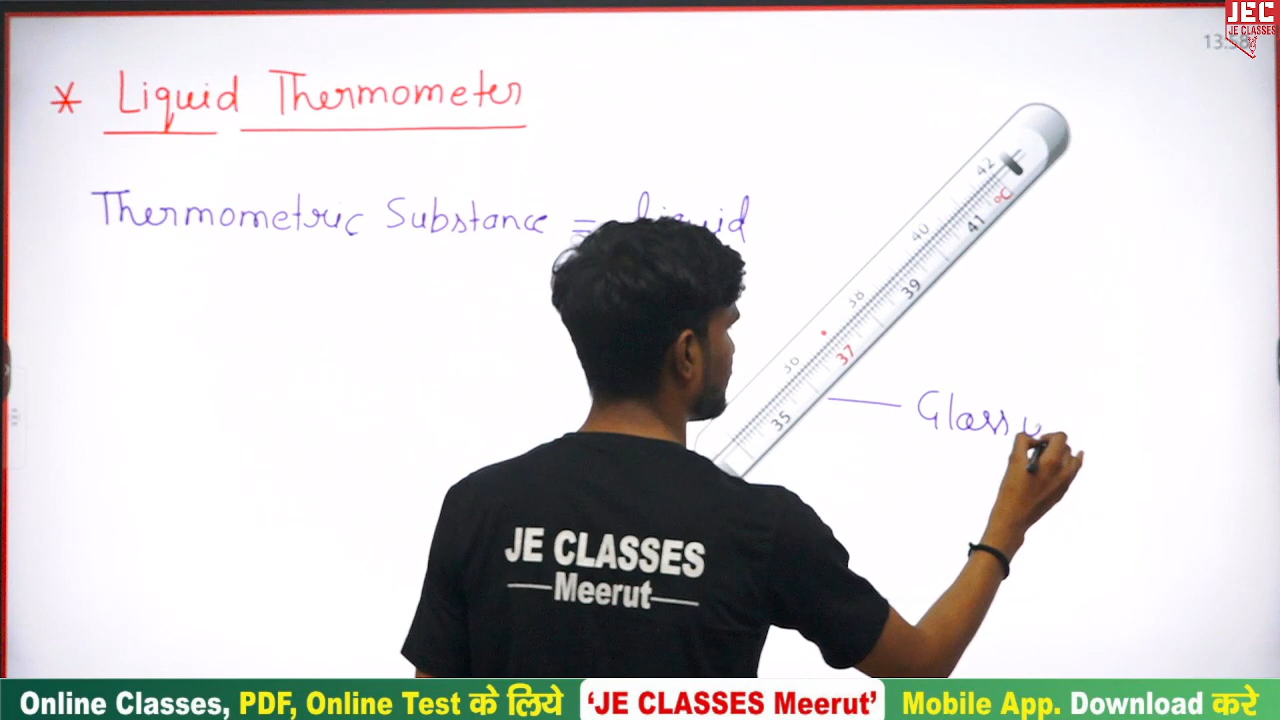 JEC
JE CLASSES
* Liquid Thermometer
Thermometric Substance = liquid
42
°C
41
40
39
38
37
36
35
Glass
JE CLASSES
Meerut
Online Classes, PDF, Online Test के लिये 'JE CLASSES Meerut' Mobile App. Download करे